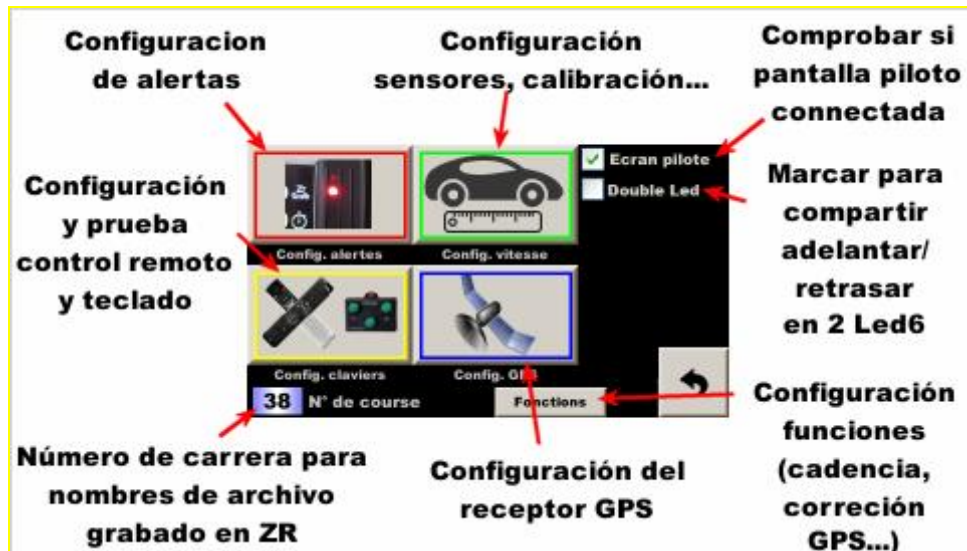 Configuracion
de alertas
Configuración
sensores, calibración...
Comprobar si
pantalla piloto
connectada
Configuración
y prueba
control remoto
y teclado
Ecran pilote
Double Led
Config. alertes
Config. vitesse
Marcar para
compartir
adelantar/
retrasar
en 2 Led6
Config. claviers
Config. GPS
38 N° de course
Fonctions
Número de carrera para
nombres de archivo
grabado en ZR
Configuración del
receptor GPS
Configuración
funciones
(cadencia,
correción
GPS...)